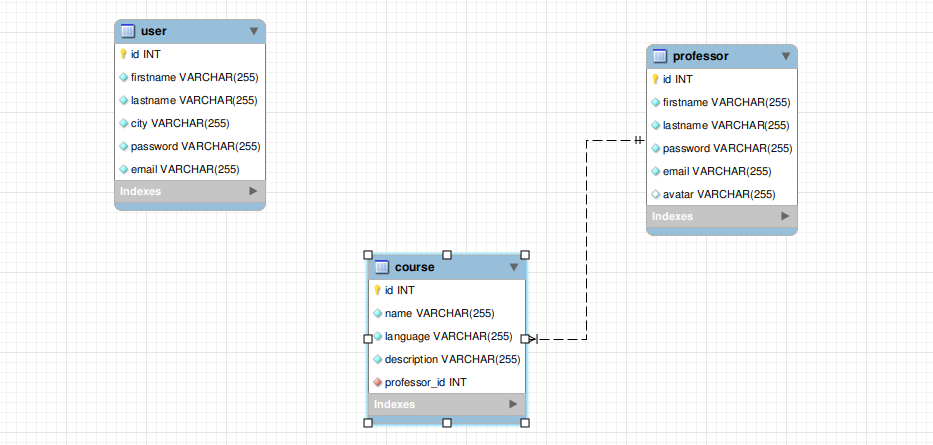 user
id INT
firstname VARCHAR(255)
lastname VARCHAR(255)
city VARCHAR(255)
password VARCHAR(255)
email VARCHAR(255)
Indexes
professor
id INT
firstname VARCHAR(255)
lastname VARCHAR(255)
password VARCHAR(255)
email VARCHAR(255)
avatar VARCHAR(255)
Indexes
course
id INT
name VARCHAR(255)
language VARCHAR(255)
description VARCHAR(255)
professor_id INT
Indexes